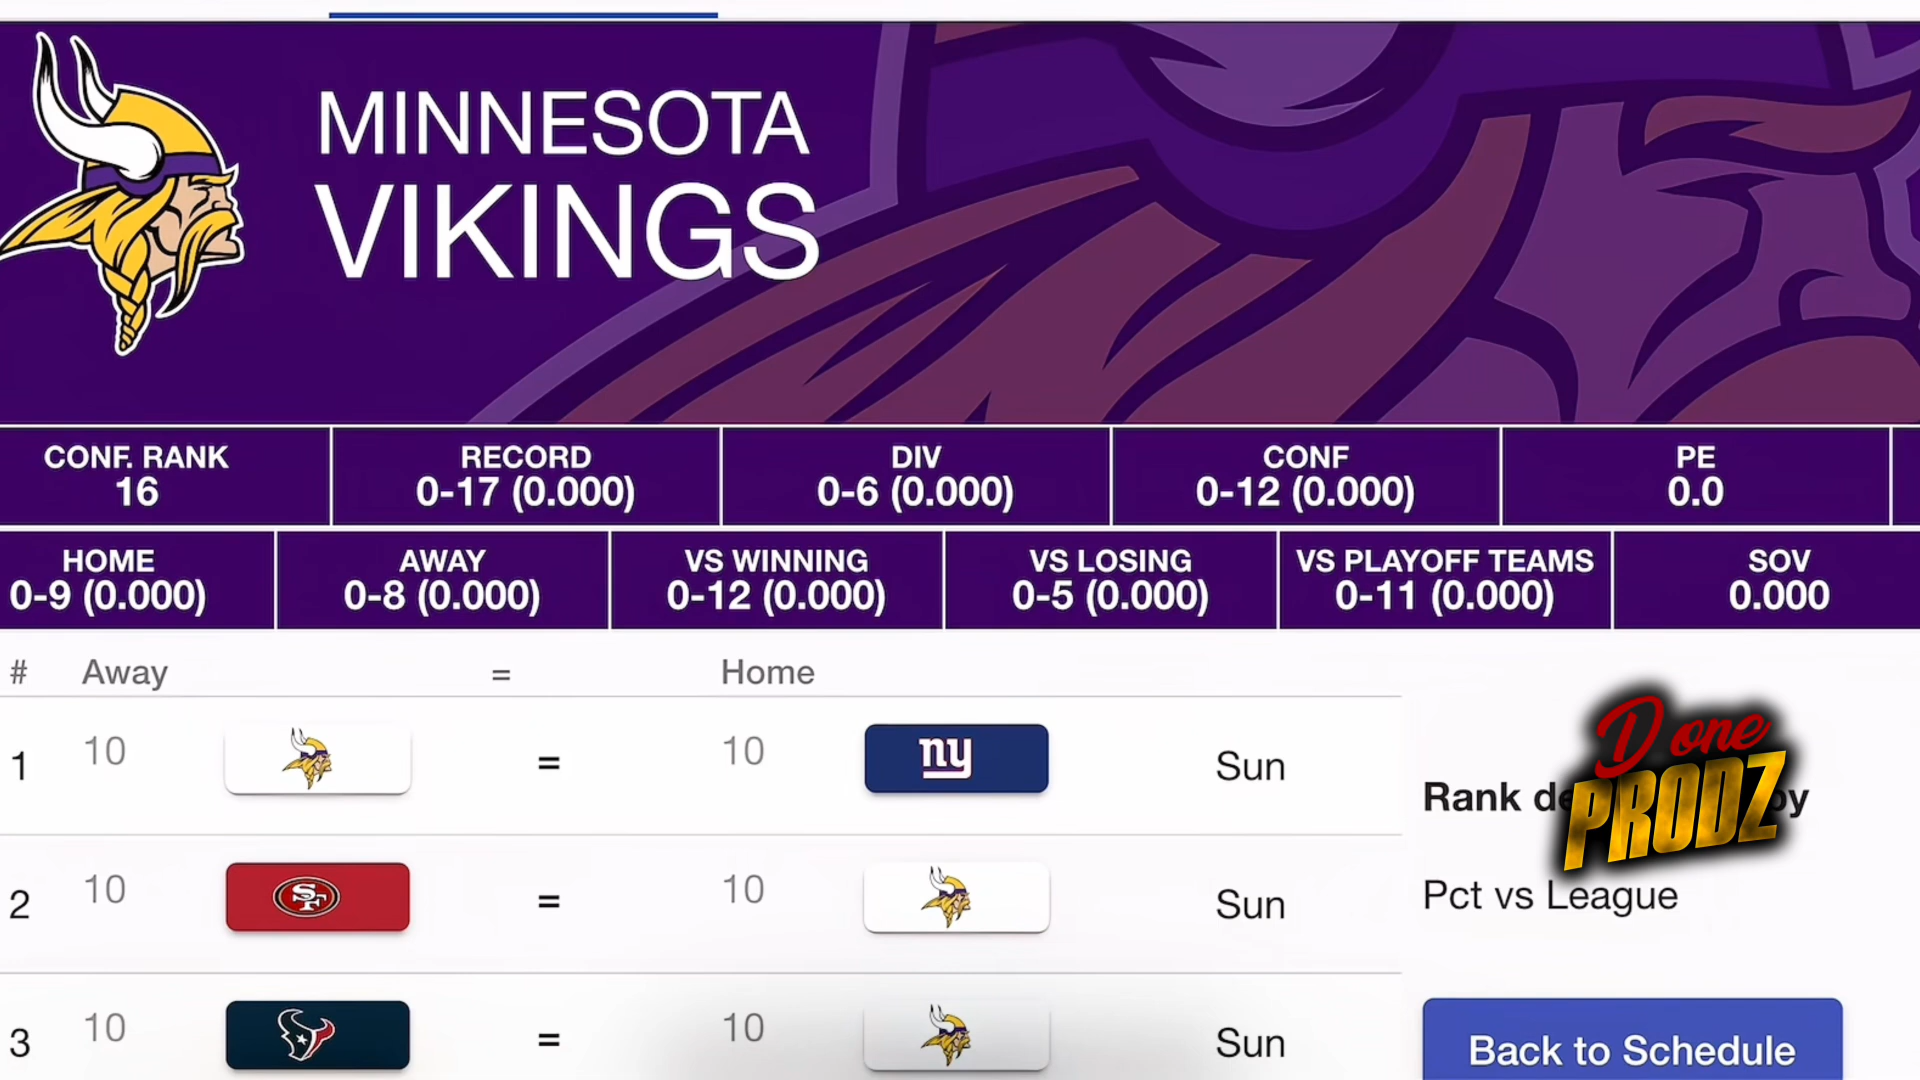 MINNESOTA
VIKINGS
CONF. RANK
16
RECORD
0-17 (0.000)
DIV
0-6 (0.000)
CONF
0-12 (0.000)
PE
0.0
HOME
0-9 (0.000)
AWAY
0-8 (0.000)
VS WINNING
0-12 (0.000)
VS LOSING
0-5 (0.000)
VS PLAYOFF TEAMS
0-11 (0.000)
SOV
0.000
# Away = Home
1 10 = 10 ny Sun
2 10 SF = 10 Sun
3 10 = 10 Sun
D one
PRODZ
Rank
Pct vs League
Back to Schedule